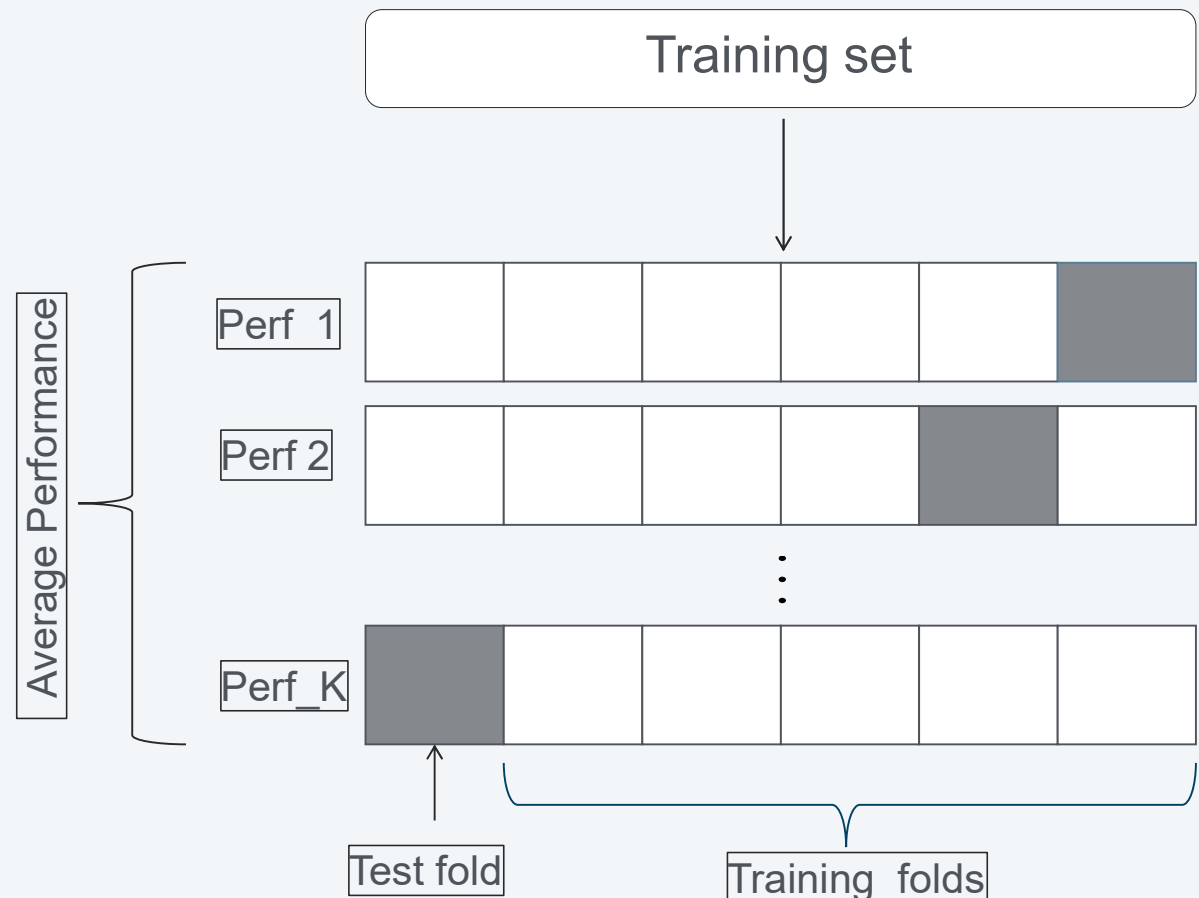 Training set
Average Performance
Perf 1
Perf 2
Perf_K
Test fold
Training folds